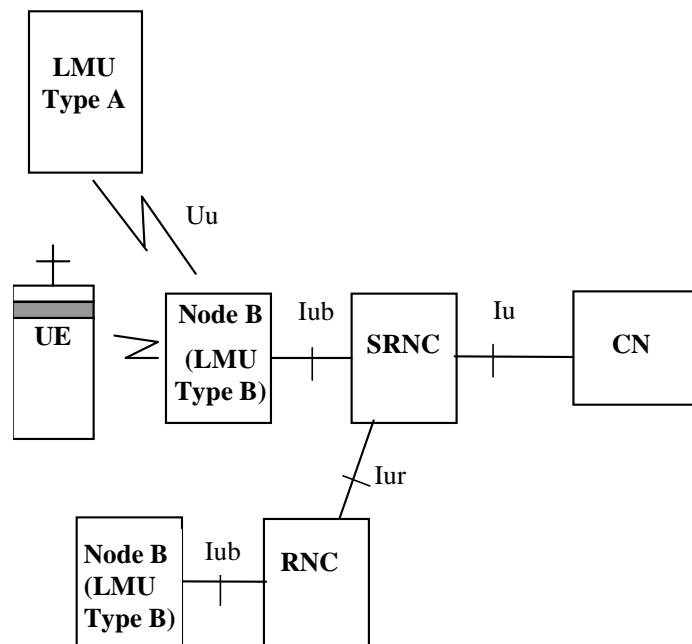 LMU
Type A
Uu
UE
Node B
(LMU
Type B)
Iub
SRNC
Iu
CN
Iur
Node B
(LMU
Type B)
Iub
RNC